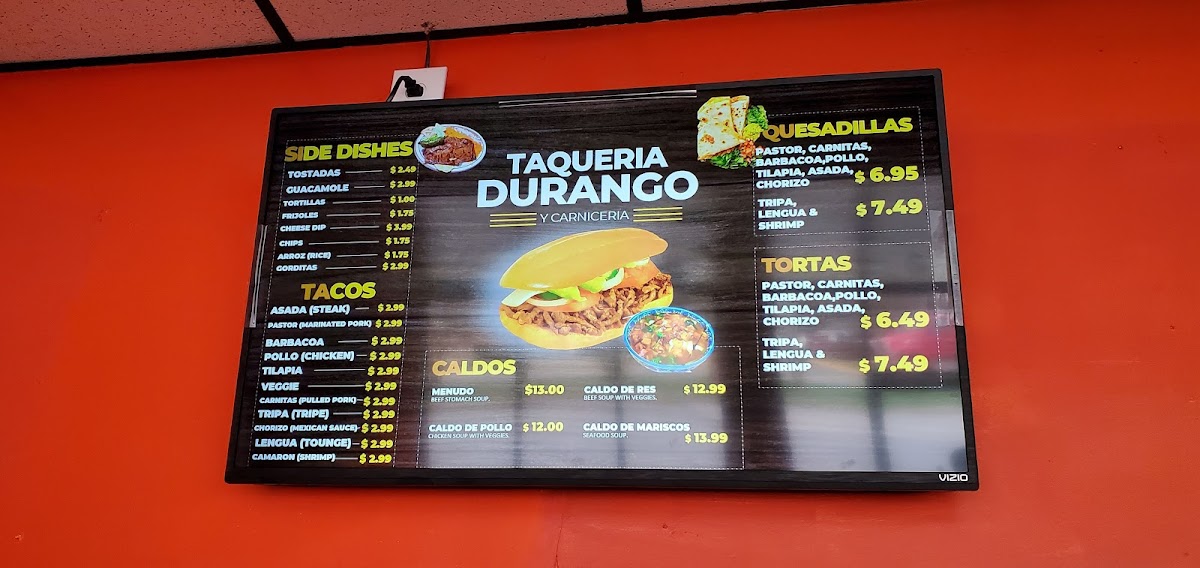 SIDE DISHES
TOSTADAS $ 2.49
GUACAMOLE $ 2.99
TORTILLAS $ 1.00
FRIJOLES $ 1.75
CHEESE DIP $ 3.99
CHIPS $ 1.75
ARROZ (RICE) $ 1.75
GORDITAS $ 2.99
TACOS
ASADA (STEAK) $ 2.99
PASTOR (MARINATED PORK) $ 2.99
BARBACOA $ 2.99
POLLO (CHICKEN) $ 2.99
TILAPIA $ 2.99
VEGGIE $ 2.99
CARNITAS (PULLED PORK) $ 2.99
TRIPA (TRIPE) $ 2.99
CHORIZO (MEXICAN SAUCE) $ 2.99
LENGUA (TOUNGE) $ 2.99
CAMARON (SHRIMP) $ 2.99
TAQUERIA
DURANGO
Y CARNICERÍA
CALDOS
MENUDO $13.00
BEEF STOMACH SOUP.
CALDO DE RES $ 12.99
BEEF SOUP WITH VEGGIES.
CALDO DE POLLO $ 12.00
CHICKEN SOUP WITH VEGGIES.
CALDO DE MARISCOS
SEAFOOD SOUP. $ 13.99
QUESADILLAS
PASTOR, CARNITAS,
BARBACOA,POLLO,
TILAPIA, ASADA,
CHORIZO $ 6.95
TRIPA,
LENGUA & $ 7.49
SHRIMP
TORTAS
PASTOR, CARNITAS,
BARBACOA,POLLO,
TILAPIA, ASADA,
CHORIZO $ 6.49
TRIPA,
LENGUA &
SHRIMP $ 7.49
VIZIO